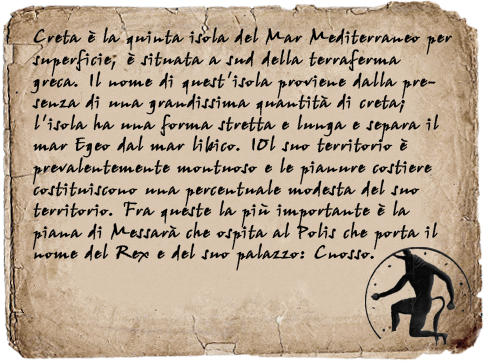 Creta è la quinta isola del Mar Mediterraneo per
superficie; è situata a sud della terraferma
greca. Il nome di quest'isola proviene dalla pre-
senza di una grandissima quantità di creta;
l'isola ha una forma stretta e lunga e separa il
mar Egeo dal mar libico. IOl suo territorio è
prevalentemente montuoso e le pianure costiere
costituiscono una percentuale modesta del suo
territorio. Fra queste la più importante è la
piana di Messarà che ospita al Polis che porta il
nome del Rex e del suo palazzo: Cnosso.